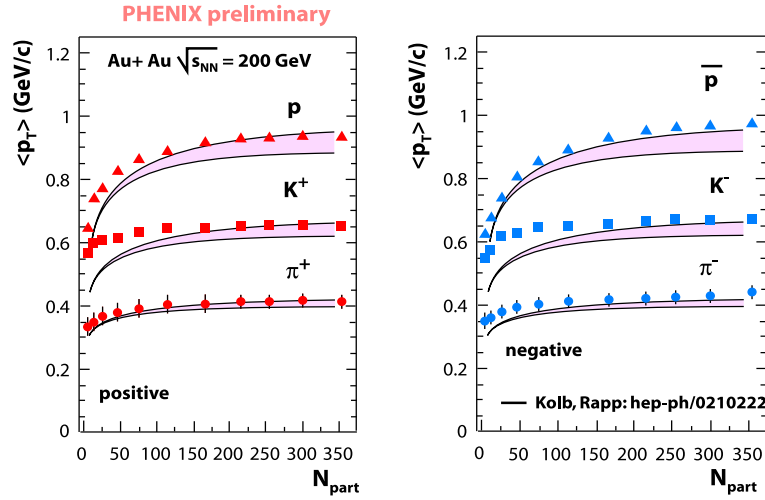 PHENIX preliminary
<pT> (GeV/c)
Au+ Au √sNN = 200 GeV
p
K+
π+
positive
1.2
1
0.8
0.6
0.4
0.2
0
0 50 100 150 200 250 300 350
Npart
<pT> (GeV/c)
p̅
K-
π-
negative
Kolb, Rapp: hep-ph/0210222
1.2
1
0.8
0.6
0.4
0.2
0
0 50 100 150 200 250 300 350
Npart